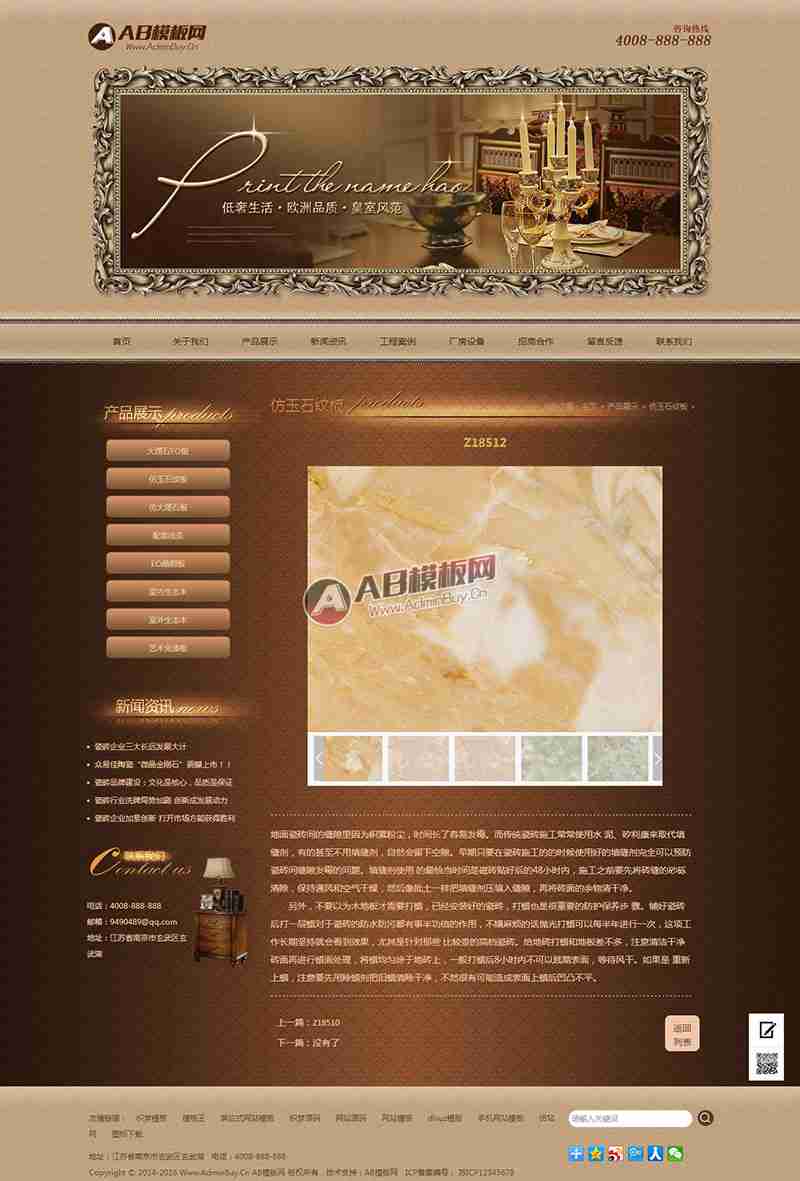 AB模板网
Www.AdminBuy.Cn
咨询热线
4008-888-888
Print the name hao
低奢生活·欧洲品质·皇室风范
首页 关于我们 产品展示 新闻资讯 工程案例 厂房设备 招商合作 留言反馈 联系我们
产品展示 products
仿玉石纹板 products
首页 > 产品展示 > 仿玉石纹板 >
Z18512
仿玉石纹板
仿大理石板
配套线条
室内生态木
室外生态木
艺术免漆板
AB模板网
Www.AdminBuy.Cn
新闻资讯 news
瓷砖企业三大长远发展大计
众易佳陶瓷“微晶金刚石”震撼上市!!
瓷砖品牌建设:文化是核心,品质是保证
瓷砖行业洗牌局势加剧 创新成发展动力
瓷砖企业加恩创新 打开市场方能获得胜利
联系我们
Contact us
电话:4008-888-888
邮箱:9490489@qq.com
地址:江苏省南京市玄武区玄
武湖
地面瓷砖间的缝隙里因为积累粉尘,时间长了容易发霉。而传统瓷砖施工常常使用水 泥、砂利康来取代填
缝剂,有的甚至不用填缝剂,自然会留下空隙。早期只要在瓷砖施工的的时候使用好的填缝剂完全可以预防
瓷砖间缝隙发霉的问题。填缝剂使用 的最恰当时间是瓷砖贴好后的48小时内,施工之前要先将砖缝的砂砾
清除,保持通风和空气干燥,然后像批土一样把填缝剂压填入缝隙,再将砖面的多物清干净。
另外,不要以为木地板才需要打蜡,已经安装好的瓷砖,打蜡也是很重要的防护保养步 骤。铺好瓷砖
后打一层蜡对于瓷砖的防水防污都有事半功倍的作用,不嫌麻烦的话抛光打蜡可以每半年进行一次,这项工
作长期坚持就会看到效果,尤其是针对那些 比较贵的高档瓷砖。给地砖打蜡和地板差不多,注意清洁干净
砖面再进行蜡面处理,将蜡均匀涂于地砖上,一般打蜡后8小时内不可以践踏表面,等待风干。如果是 重新
上蜡,注意要先用除蜡剂把旧蜡清除干净,不然很有可能造成表面上蜡后凹凸不平。
上一篇:Z18510
下一篇:没有了
返回
列表
友情链接: 织梦模板 模板王 集站式网站模板 织梦源码 网站源码 网站模板 discuz模板 手机网站模板 仿站
网 图标下载
请输入关键词
地址:江苏省南京市玄武区玄武湖 电话:4008-888-888
Copyright © 2014-2016 Www.AdminBuy.Cn AB模板网 版权所有 技术支持:AB模板网 ICP备案编号: 苏ICP12345678